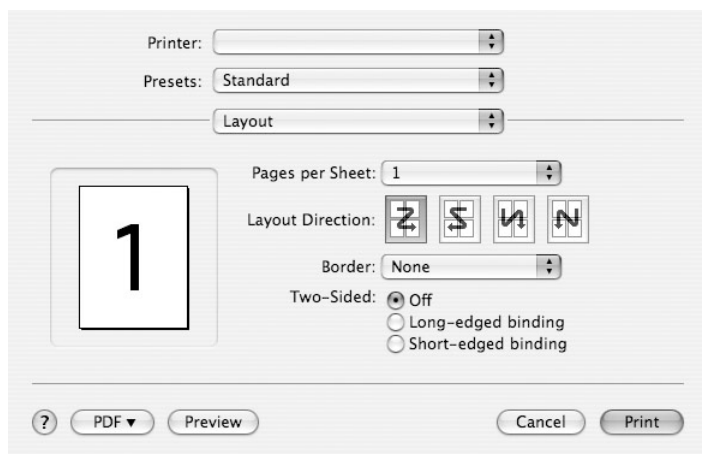 Printer:
Presets: Standard
Layout
Pages per Sheet: 1
1
Layout Direction:
Border: None
Two-Sided: Off
Long-edged binding
Short-edged binding
? PDF▼ Preview Cancel Print